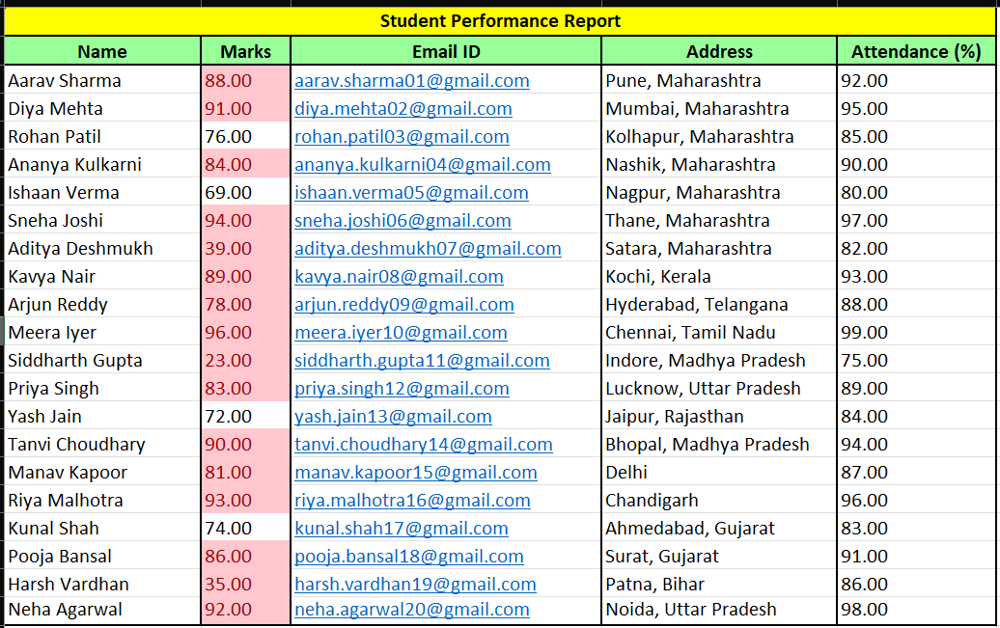 Student Performance Report
Name Marks Email ID Address Attendance (%)
Aarav Sharma 88.00 aarav.sharma01@gmail.com Pune, Maharashtra 92.00
Diya Mehta 91.00 diya.mehta02@gmail.com Mumbai, Maharashtra 95.00
Rohan Patil 76.00 rohan.patil03@gmail.com Kolhapur, Maharashtra 85.00
Ananya Kulkarni 84.00 ananya.kulkarni04@gmail.com Nashik, Maharashtra 90.00
Ishaan Verma 69.00 ishaan.verma05@gmail.com Nagpur, Maharashtra 80.00
Sneha Joshi 94.00 sneha.joshi06@gmail.com Thane, Maharashtra 97.00
Aditya Deshmukh 39.00 aditya.deshmukh07@gmail.com Satara, Maharashtra 82.00
Kavya Nair 89.00 kavya.nair08@gmail.com Kochi, Kerala 93.00
Arjun Reddy 78.00 arjun.reddy09@gmail.com Hyderabad, Telangana 88.00
Meera Iyer 96.00 meera.iyer10@gmail.com Chennai, Tamil Nadu 99.00
Siddharth Gupta 23.00 siddharth.gupta11@gmail.com Indore, Madhya Pradesh 75.00
Priya Singh 83.00 priya.singh12@gmail.com Lucknow, Uttar Pradesh 89.00
Yash Jain 72.00 yash.jain13@gmail.com Jaipur, Rajasthan 84.00
Tanvi Choudhary 90.00 tanvi.choudhary14@gmail.com Bhopal, Madhya Pradesh 94.00
Manav Kapoor 81.00 manav.kapoor15@gmail.com Delhi 87.00
Riya Malhotra 93.00 riya.malhotra16@gmail.com Chandigarh 96.00
Kunal Shah 74.00 kunal.shah17@gmail.com Ahmedabad, Gujarat 83.00
Pooja Bansal 86.00 pooja.bansal18@gmail.com Surat, Gujarat 91.00
Harsh Vardhan 35.00 harsh.vardhan19@gmail.com Patna, Bihar 86.00
Neha Agarwal 92.00 neha.agarwal20@gmail.com Noida, Uttar Pradesh 98.00